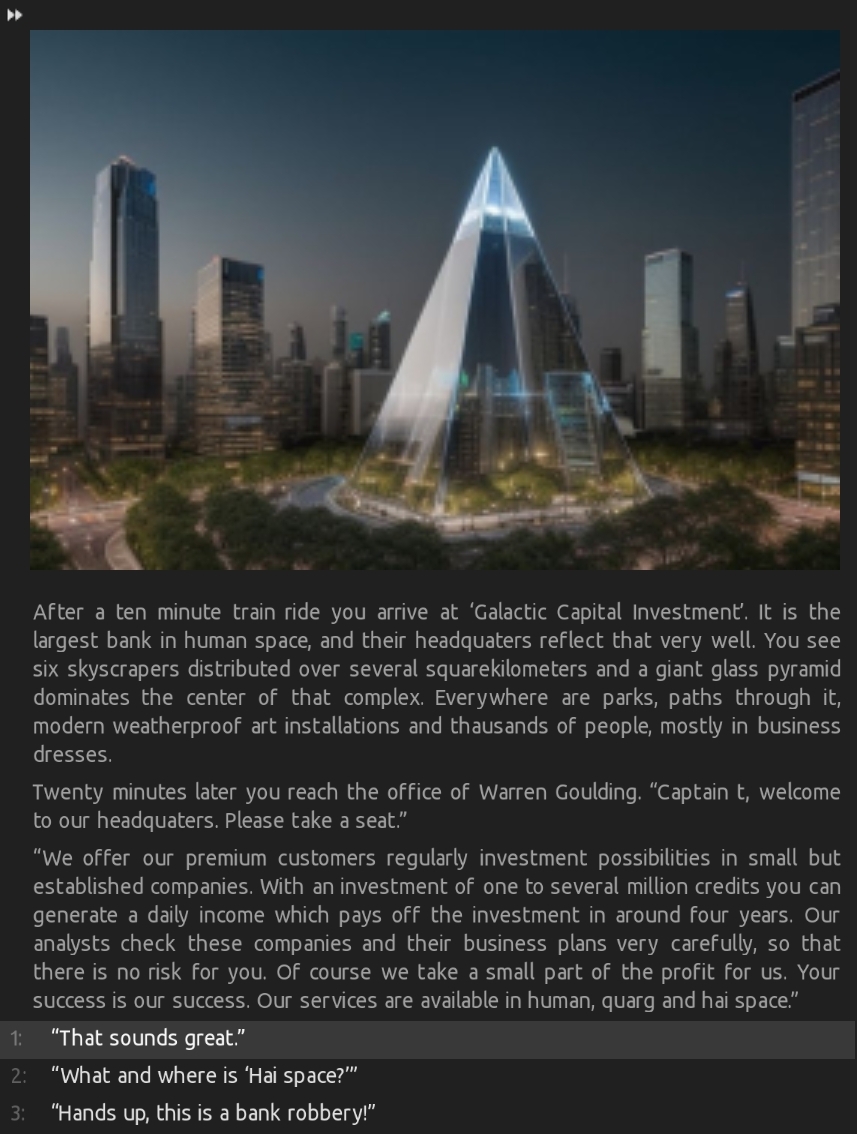 After a ten minute train ride you arrive at ‘Galactic Capital Investment’. It is the
largest bank in human space, and their headquaters reflect that very well. You see
six skyscrapers distributed over several squarekilometers and a giant glass pyramid
dominates the center of that complex. Everywhere are parks, paths through it,
modern weatherproof art installations and thausands of people, mostly in business
dresses.
Twenty minutes later you reach the office of Warren Goulding. “Captain t, welcome
to our headquaters. Please take a seat.”
“We offer our premium customers regularly investment possibilities in small but
established companies. With an investment of one to several million credits you can
generate a daily income which pays off the investment in around four years. Our
analysts check these companies and their business plans very carefully, so that
there is no risk for you. Of course we take a small part of the profit for us. Your
success is our success. Our services are available in human, quarg and hai space.”
1: “That sounds great.”
2: “What and where is ‘Hai space?’”
3: “Hands up, this is a bank robbery!”